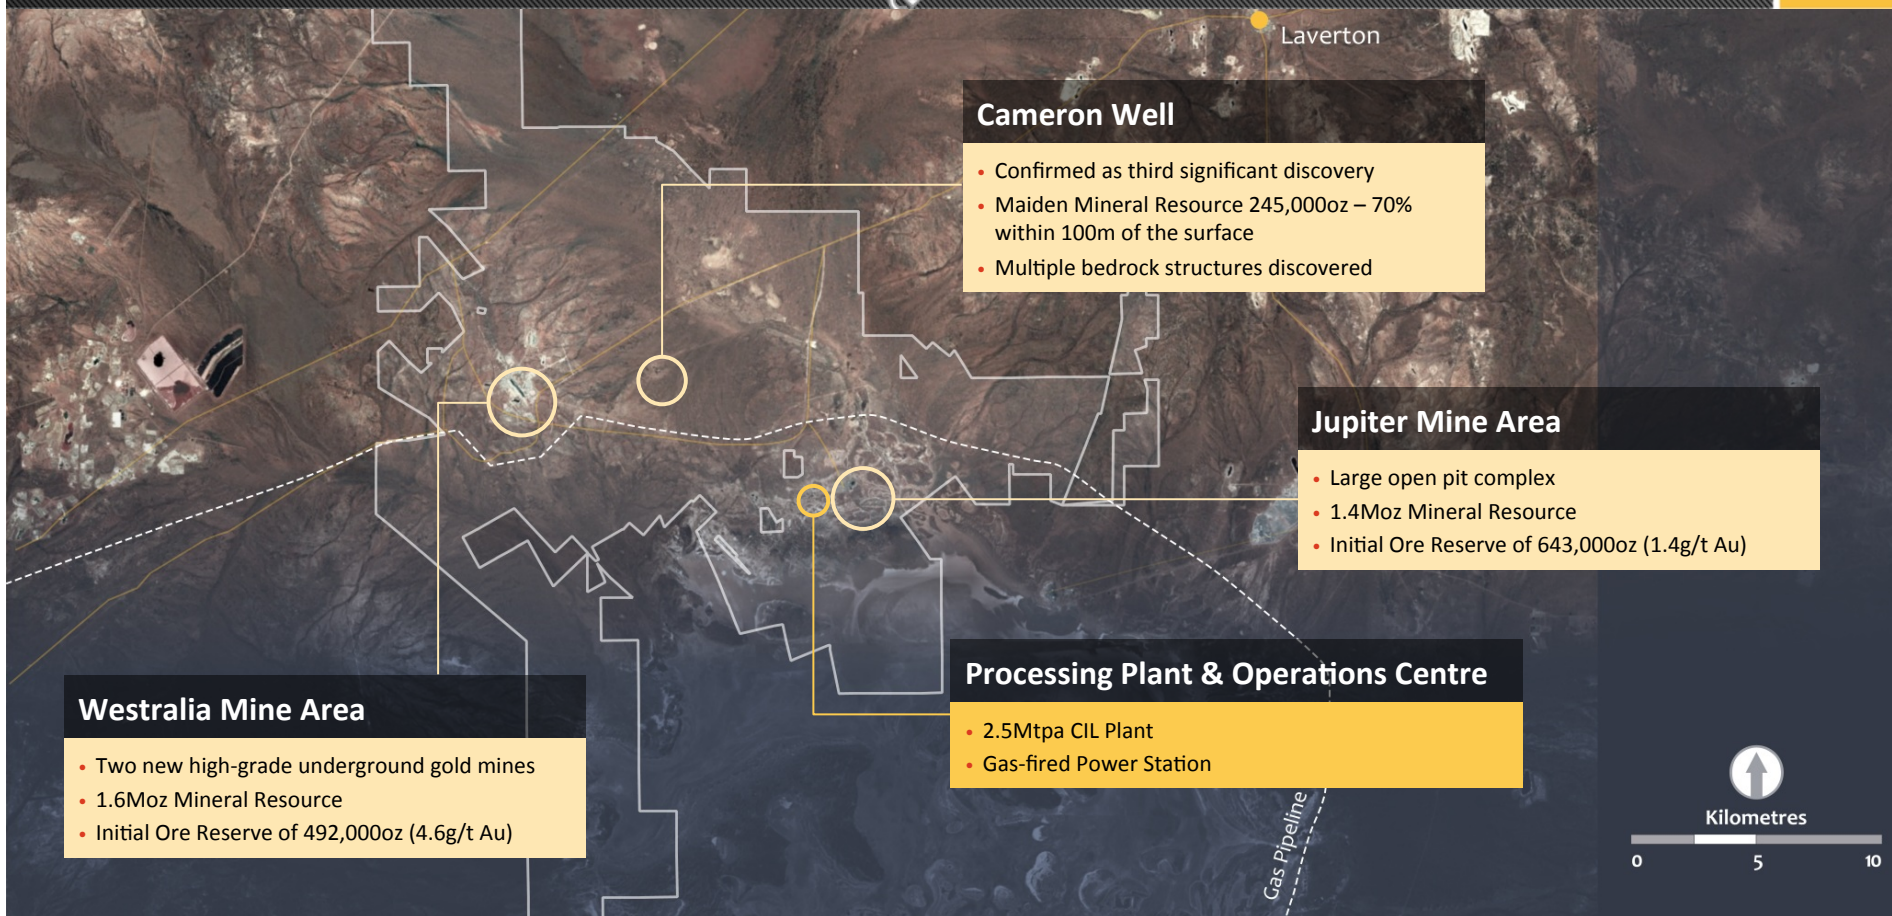 Laverton
Cameron Well
• Confirmed as third significant discovery
• Maiden Mineral Resource 245,000oz – 70%
within 100m of the surface
• Multiple bedrock structures discovered
Jupiter Mine Area
• Large open pit complex
• 1.4Moz Mineral Resource
• Initial Ore Reserve of 643,000oz (1.4g/t Au)
Processing Plant & Operations Centre
• 2.5Mtpa CIL Plant
• Gas-fired Power Station
Westralia Mine Area
• Two new high-grade underground gold mines
• 1.6Moz Mineral Resource
• Initial Ore Reserve of 492,000oz (4.6g/t Au)
Gas Pipeline
Kilometres
0 5 10